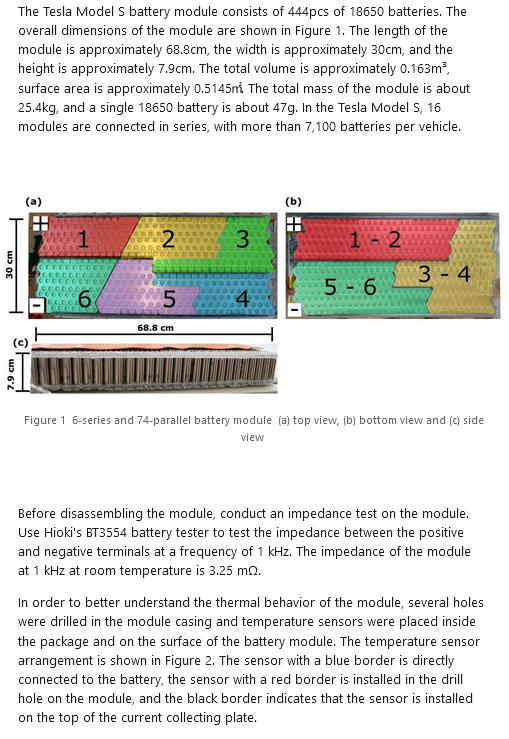 The Tesla Model S battery module consists of 444pcs of 18650 batteries. The
overall dimensions of the module are shown in Figure 1. The length of the
module is approximately 68.8cm, the width is approximately 30cm, and the
height is approximately 7.9cm. The total volume is approximately 0.163m³,
surface area is approximately 0.5145㎡. The total mass of the module is about
25.4kg, and a single 18650 battery is about 47g. In the Tesla Model S, 16
modules are connected in series, with more than 7,100 batteries per vehicle.
(a)
(b)
+
1
2
3
30 cm
6
5
4
-
+
1 - 2
5 - 6
3 - 4
-
68.8 cm
(c)
7.9 cm
Figure 1 6-series and 74-parallel battery module (a) top view, (b) bottom view and (c) side
view
Before disassembling the module, conduct an impedance test on the module.
Use Hioki's BT3554 battery tester to test the impedance between the positive
and negative terminals at a frequency of 1 kHz. The impedance of the module
at 1 kHz at room temperature is 3.25 mΩ.
In order to better understand the thermal behavior of the module, several holes
were drilled in the module casing and temperature sensors were placed inside
the package and on the surface of the battery module. The temperature sensor
arrangement is shown in Figure 2. The sensor with a blue border is directly
connected to the battery, the sensor with a red border is installed in the drill
hole on the module, and the black border indicates that the sensor is installed
on the top of the current collecting plate.